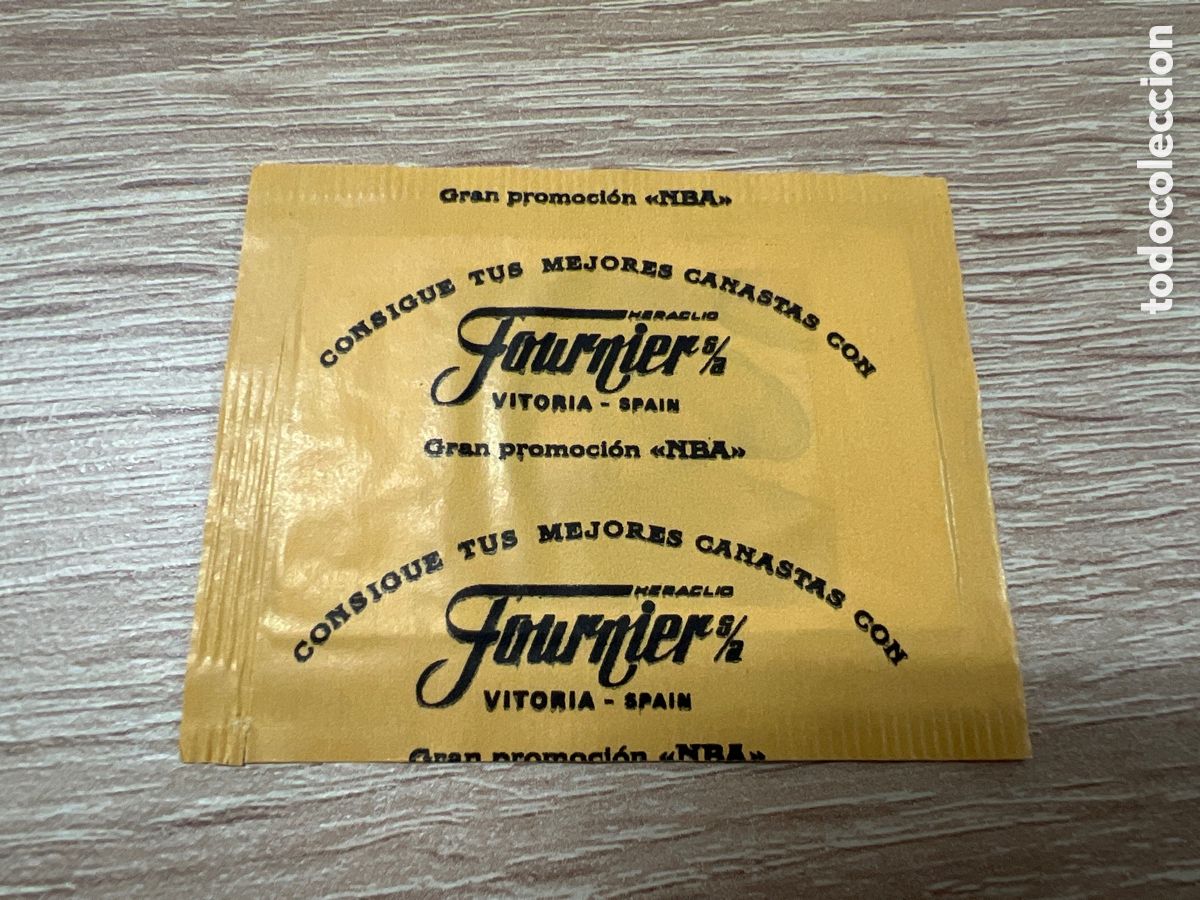 Gran promoción «NBA»
CONSIGUE TUS MEJORES CANASTAS CON
HERACLIO
Fournier s/a
VITORIA - SPAIN
Gran promoción «NBA»
CONSIGUE TUS MEJORES CANASTAS CON
HERACLIO
Fournier s/a
VITORIA - SPAIN
Gran promoción «NBA»
todocoleccion